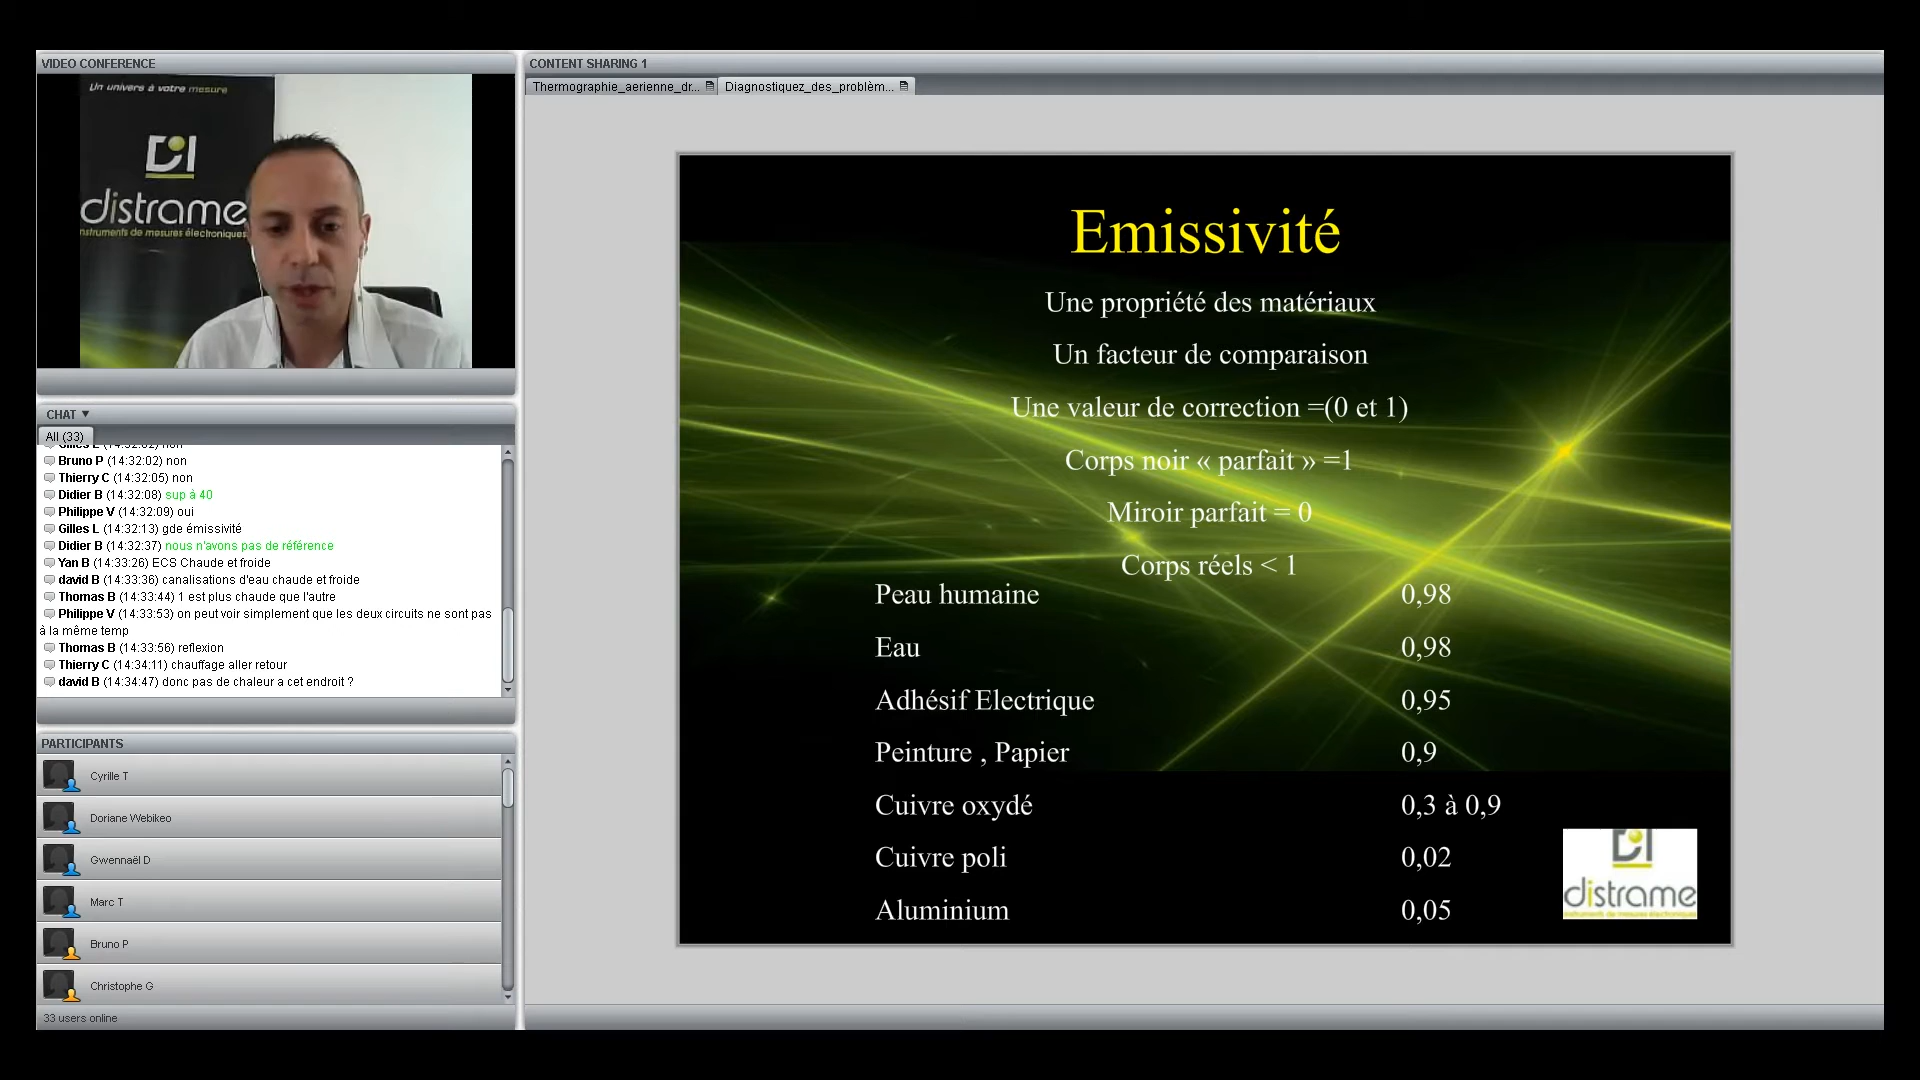 VIDEO CONFERENCE
Un univers à votre mesure
distrame
instruments de mesures électroniques
CHAT ▼
All (33)
Gilles L (14:32:02) non
Bruno P (14:32:02) non
Thierry C (14:32:05) non
Didier B (14:32:08) sup à 40
Philippe V (14:32:09) oui
Gilles L (14:32:13) gde émissivité
Didier B (14:32:37) nous n'avons pas de référence
Yan B (14:33:26) ECS Chaude et froide
david B (14:33:36) canalisations d'eau chaude et froide
Thomas B (14:33:44) 1 est plus chaude que l'autre
Philippe V (14:33:53) on peut voir simplement que les deux circuits ne sont pas
à la même temp
Thomas B (14:33:56) reflexion
Thierry C (14:34:11) chauffage aller retour
david B (14:34:47) donc pas de chaleur a cet endroit ?
PARTICIPANTS
Cyrille T
Doriane Webikeo
Gwennaël D
Marc T
Bruno P
Christophe G
33 users online
CONTENT SHARING 1
Thermographie_aerienne_dr...
Diagnostiquez_des_problèm...
Emissivité
Une propriété des matériaux
Un facteur de comparaison
Une valeur de correction =(0 et 1)
Corps noir « parfait » =1
Miroir parfait = 0
Corps réels < 1
Peau humaine 0,98
Eau 0,98
Adhésif Electrique 0,95
Peinture , Papier 0,9
Cuivre oxydé 0,3 à 0,9
Cuivre poli 0,02
Aluminium 0,05
distrame
instruments de mesures électroniques